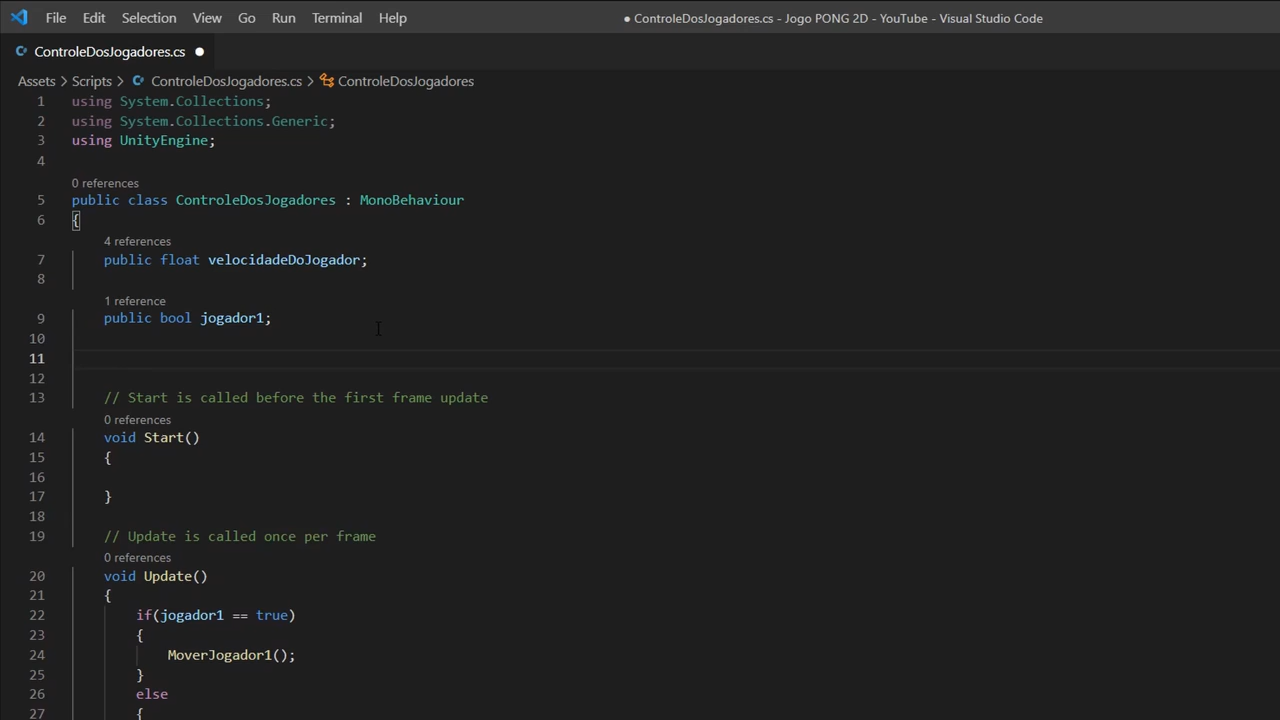 File Edit Selection View Go Run Terminal Help ● ControleDosJogadores.cs - Jogo PONG 2D - YouTube - Visual Studio Code
ControleDosJogadores.cs ●
Assets > Scripts > ControleDosJogadores.cs > ControleDosJogadores
1 using System.Collections;
2 using System.Collections.Generic;
3 using UnityEngine;
4
0 references
5 public class ControleDosJogadores : MonoBehaviour
6 {
4 references
7 public float velocidadeDoJogador;
8
1 reference
9 public bool jogador1;
10
11
12
13 // Start is called before the first frame update
0 references
14 void Start()
15 {
16
17 }
18
19 // Update is called once per frame
0 references
20 void Update()
21 {
22 if(jogador1 == true)
23 {
24 MoverJogador1();
25 }
26 else
27 {